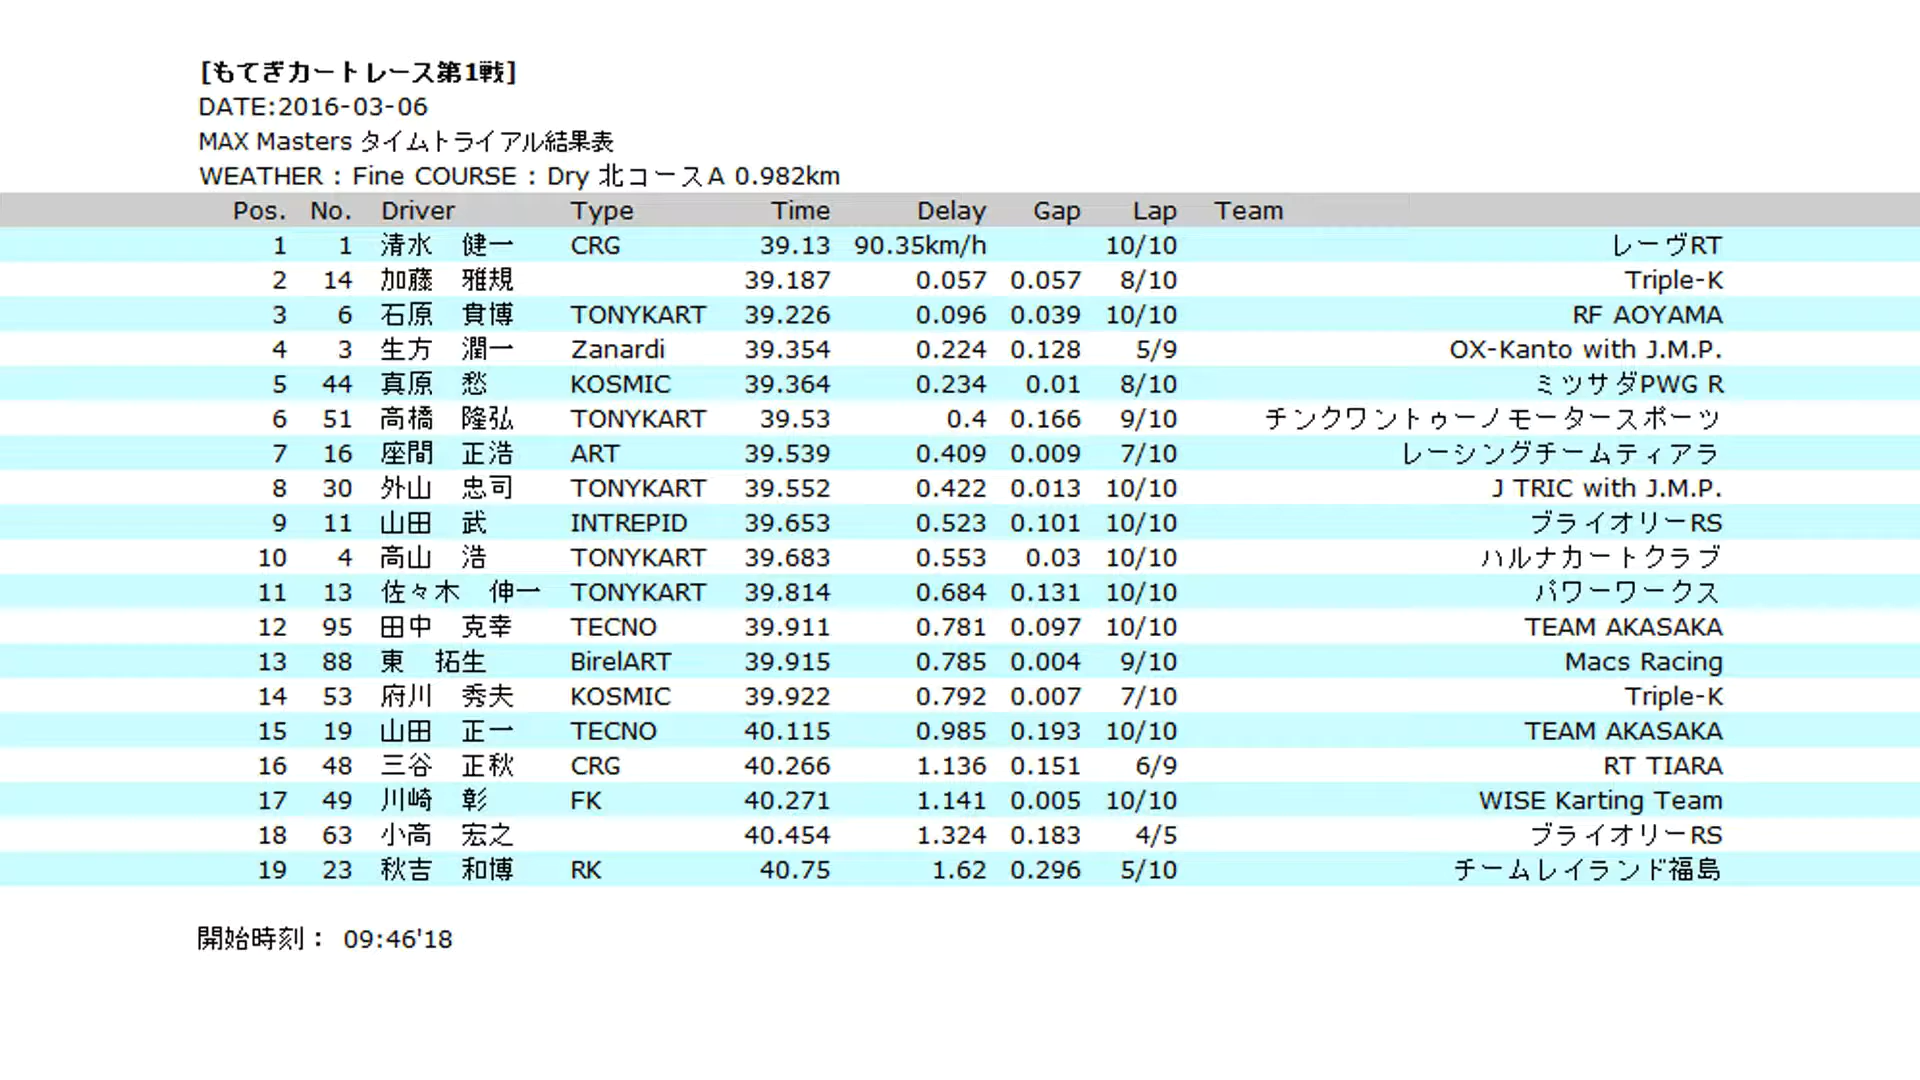 [もてぎカートレース第1戦]
DATE:2016-03-06
MAX Masters タイムトライアル結果表
WEATHER : Fine COURSE : Dry 北コースA 0.982km
Pos. No. Driver Type Time Delay Gap Lap Team
1 1 清水 健一 CRG 39.13 90.35km/h 10/10 レーヴRT
2 14 加藤 雅規 39.187 0.057 0.057 8/10 Triple-K
3 6 石原 貴博 TONYKART 39.226 0.096 0.039 10/10 RF AOYAMA
4 3 生方 潤一 Zanardi 39.354 0.224 0.128 5/9 OX-Kanto with J.M.P.
5 44 真原 愁 KOSMIC 39.364 0.234 0.01 8/10 ミツサダPWG R
6 51 高橋 隆弘 TONYKART 39.53 0.4 0.166 9/10 チンクワントゥーノモータースポーツ
7 16 座間 正浩 ART 39.539 0.409 0.009 7/10 レーシングチームティアラ
8 30 外山 忠司 TONYKART 39.552 0.422 0.013 10/10 J TRIC with J.M.P.
9 11 山田 武 INTREPID 39.653 0.523 0.101 10/10 ブライオリーRS
10 4 高山 浩 TONYKART 39.683 0.553 0.03 10/10 ハルナカートクラブ
11 13 佐々木 伸一 TONYKART 39.814 0.684 0.131 10/10 パワーワークス
12 95 田中 克幸 TECNO 39.911 0.781 0.097 10/10 TEAM AKASAKA
13 88 東 拓生 BirelART 39.915 0.785 0.004 9/10 Macs Racing
14 53 府川 秀夫 KOSMIC 39.922 0.792 0.007 7/10 Triple-K
15 19 山田 正一 TECNO 40.115 0.985 0.193 10/10 TEAM AKASAKA
16 48 三谷 正秋 CRG 40.266 1.136 0.151 6/9 RT TIARA
17 49 川崎 彰 FK 40.271 1.141 0.005 10/10 WISE Karting Team
18 63 小高 宏之 40.454 1.324 0.183 4/5 ブライオリーRS
19 23 秋吉 和博 RK 40.75 1.62 0.296 5/10 チームレイランド福島
開始時刻： 09:46'18